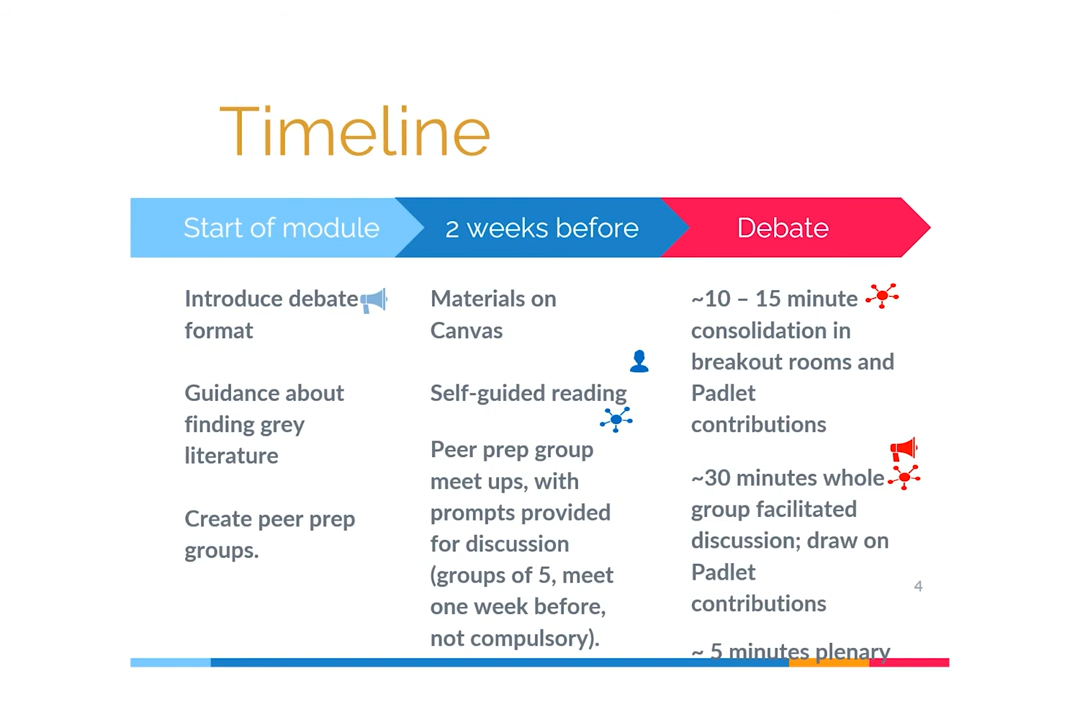 Timeline
Start of module
2 weeks before
Debate
Introduce debate
format
Guidance about
finding grey
literature
Create peer prep
groups.
Materials on
Canvas
Self-guided reading
Peer prep group
meet ups, with
prompts provided
for discussion
(groups of 5, meet
one week before,
not compulsory).
~10 – 15 minute
consolidation in
breakout rooms and
Padlet
contributions
~30 minutes whole
group facilitated
discussion; draw on
Padlet
contributions
~ 5 minutes plenary
4